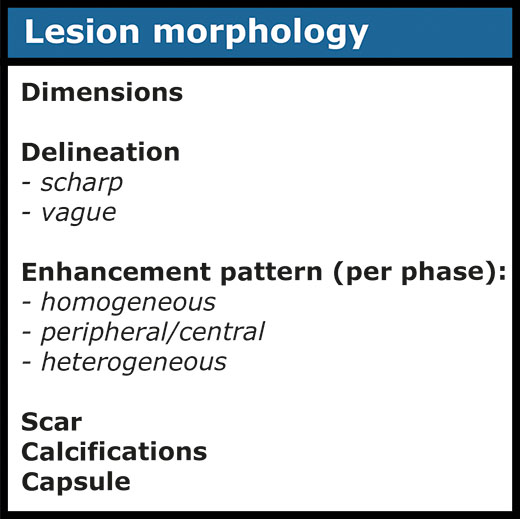 Lesion morphology
Dimensions
Delineation
- scharp
- vague
Enhancement pattern (per phase):
- homogeneous
- peripheral/central
- heterogeneous
Scar
Calcifications
Capsule